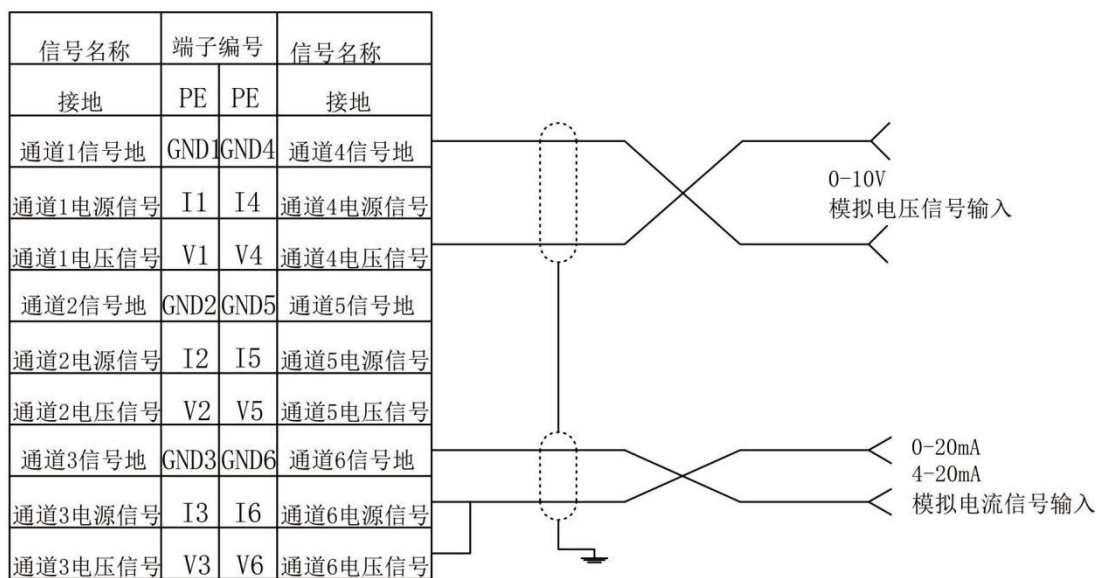 信号名称 端子编号 信号名称
接地 PE PE 接地
通道1信号地 GND1 GND4 通道4信号地
通道1电源信号 I1 I4 通道4电源信号
通道1电压信号 V1 V4 通道4电压信号
通道2信号地 GND2 GND5 通道5信号地
通道2电源信号 I2 I5 通道5电源信号
通道2电压信号 V2 V5 通道5电压信号
通道3信号地 GND3 GND6 通道6信号地
通道3电源信号 I3 I6 通道6电源信号
通道3电压信号 V3 V6 通道6电压信号
0-10V
模拟电压信号输入
0-20mA
4-20mA
模拟电流信号输入